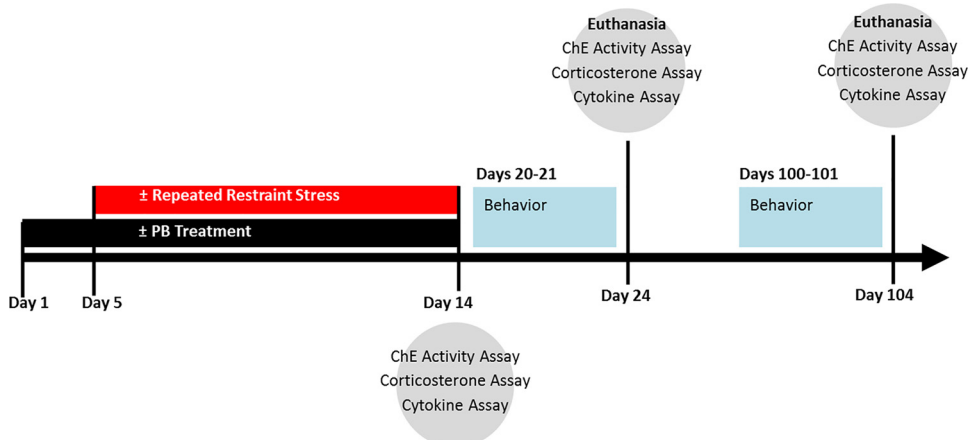 Euthanasia
ChE Activity Assay
Corticosterone Assay
Cytokine Assay
Euthanasia
ChE Activity Assay
Corticosterone Assay
Cytokine Assay
± Repeated Restraint Stress
± PB Treatment
Days 20-21
Behavior
Days 100-101
Behavior
Day 1
Day 5
Day 14
Day 24
Day 104
ChE Activity Assay
Corticosterone Assay
Cytokine Assay